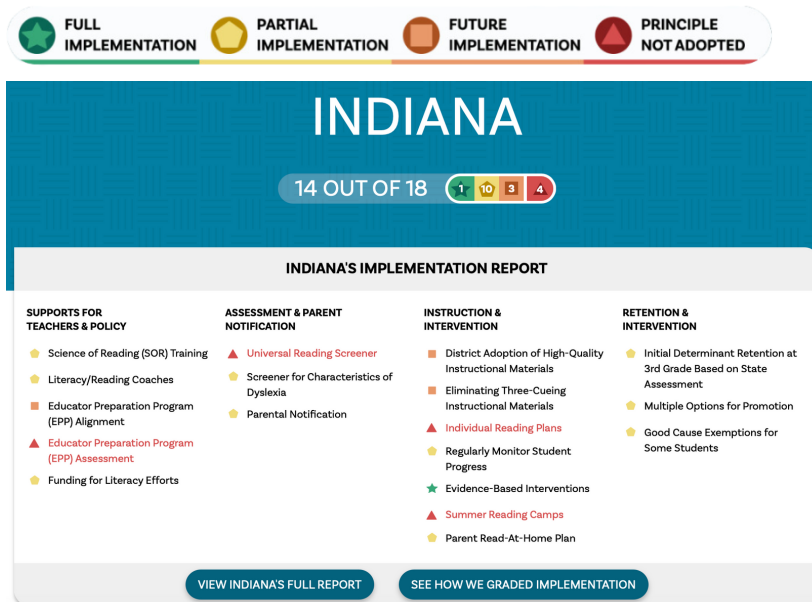 FULL
IMPLEMENTATION
PARTIAL
IMPLEMENTATION
FUTURE
IMPLEMENTATION
PRINCIPLE
NOT ADOPTED
INDIANA
14 OUT OF 18
1
10
3
4
INDIANA'S IMPLEMENTATION REPORT
SUPPORTS FOR
TEACHERS & POLICY
Science of Reading (SOR) Training
Literacy/Reading Coaches
Educator Preparation Program
(EPP) Alignment
Educator Preparation Program
(EPP) Assessment
Funding for Literacy Efforts
ASSESSMENT & PARENT
NOTIFICATION
Universal Reading Screener
Screener for Characteristics of
Dyslexia
Parental Notification
INSTRUCTION &
INTERVENTION
District Adoption of High-Quality
Instructional Materials
Eliminating Three-Cueing
Instructional Materials
Individual Reading Plans
Regularly Monitor Student
Progress
Evidence-Based Interventions
Summer Reading Camps
Parent Read-At-Home Plan
RETENTION &
INTERVENTION
Initial Determinant Retention at
3rd Grade Based on State
Assessment
Multiple Options for Promotion
Good Cause Exemptions for
Some Students
VIEW INDIANA'S FULL REPORT
SEE HOW WE GRADED IMPLEMENTATION